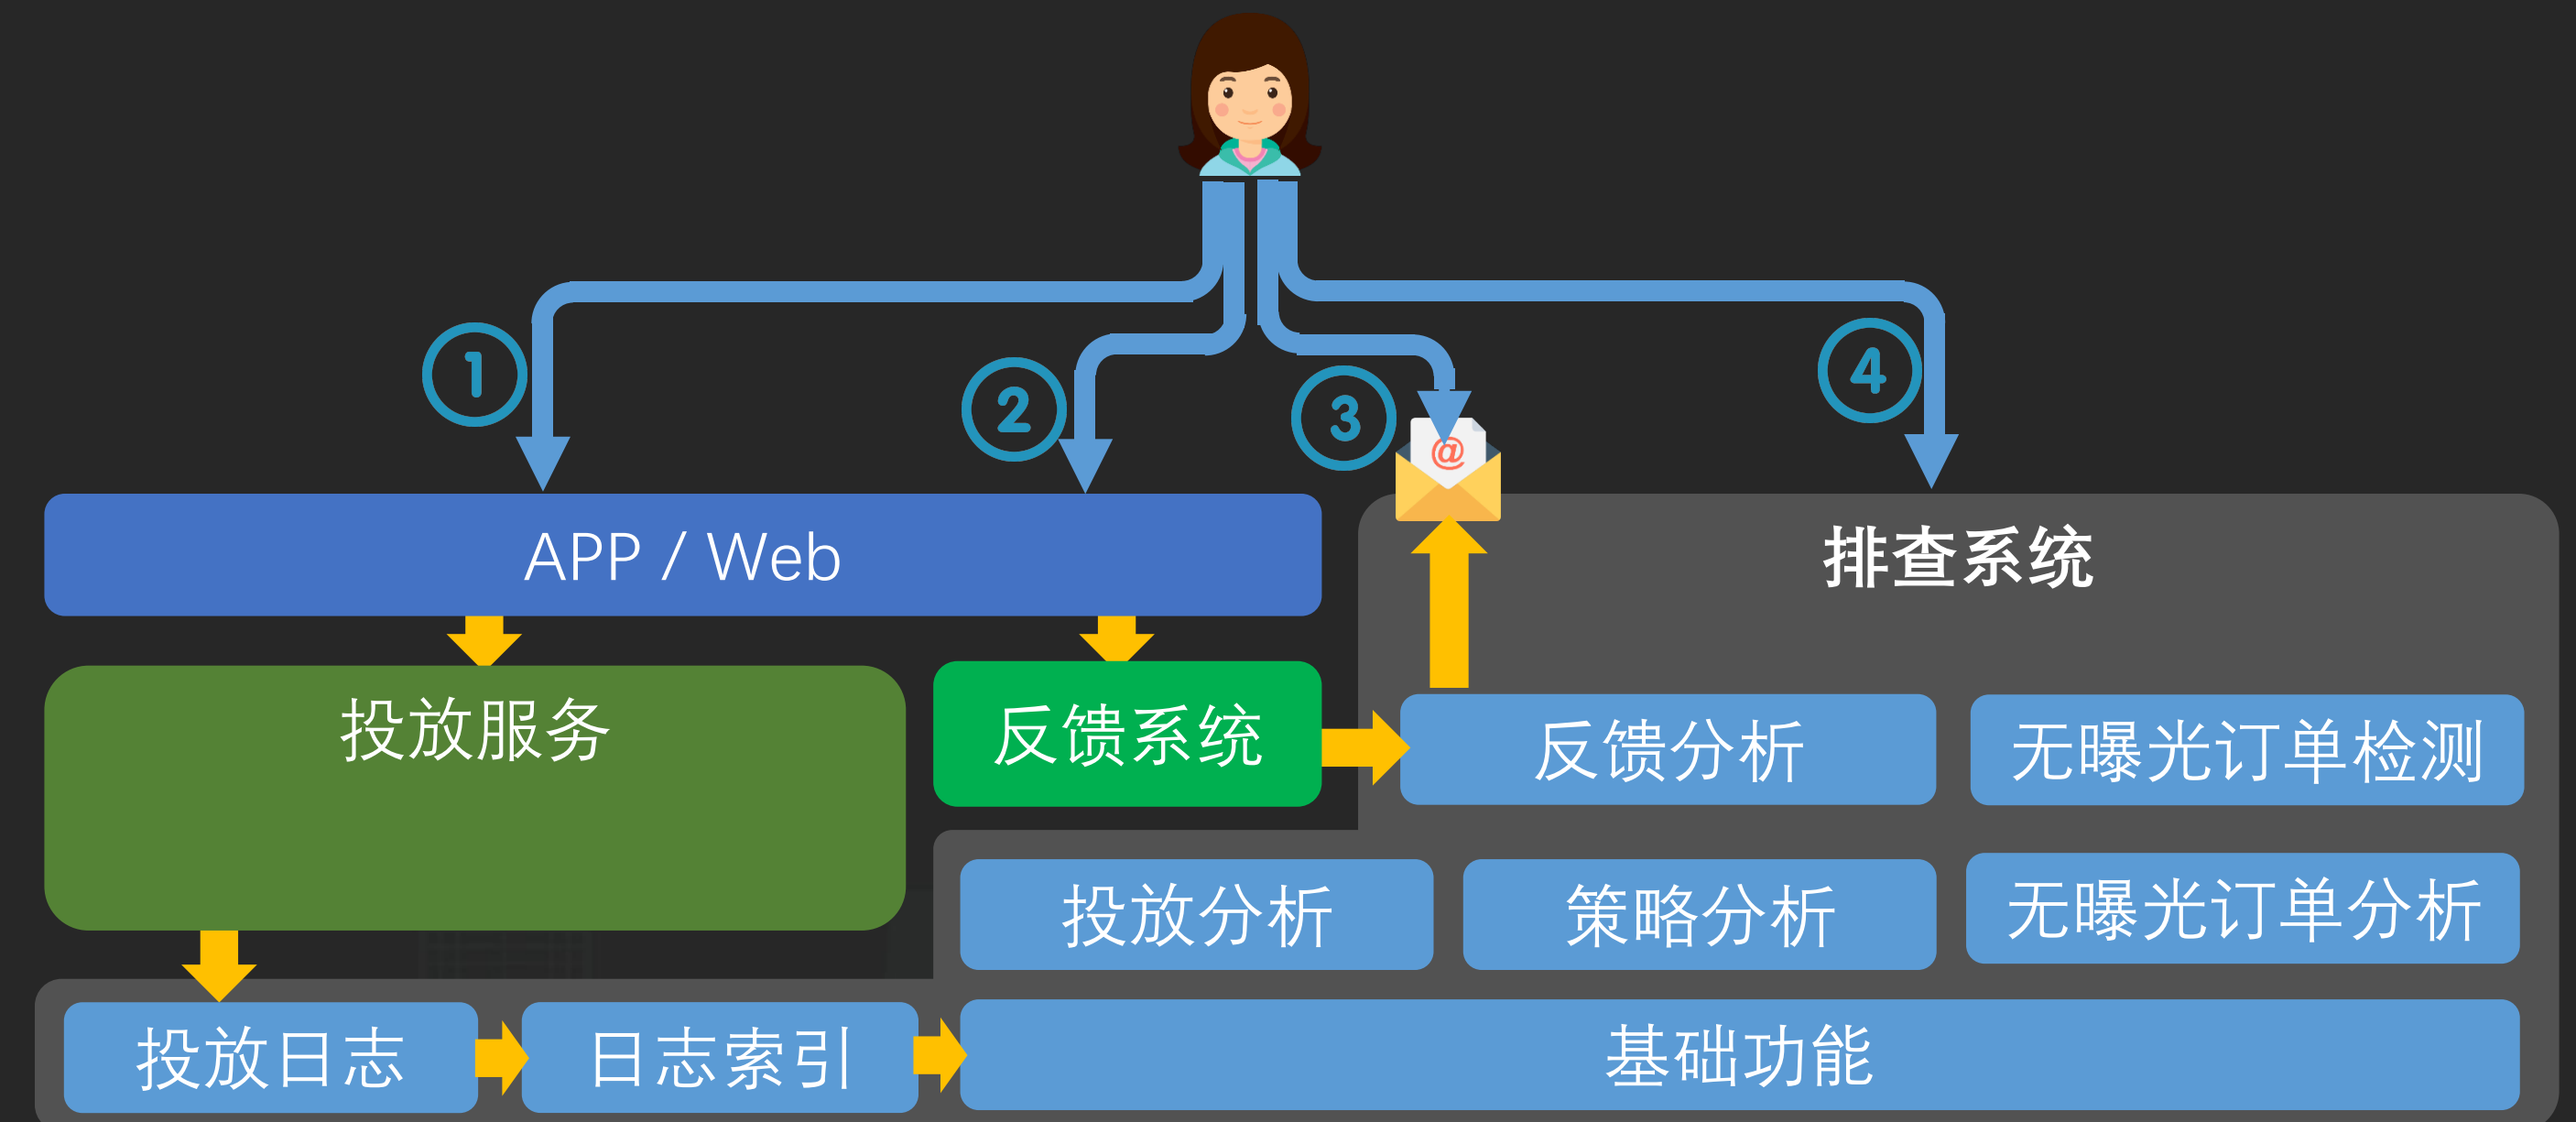 1
2
3
4
@
APP / Web
排查系统
投放服务
反馈系统
反馈分析
无曝光订单检测
投放分析
策略分析
无曝光订单分析
投放日志
日志索引
基础功能